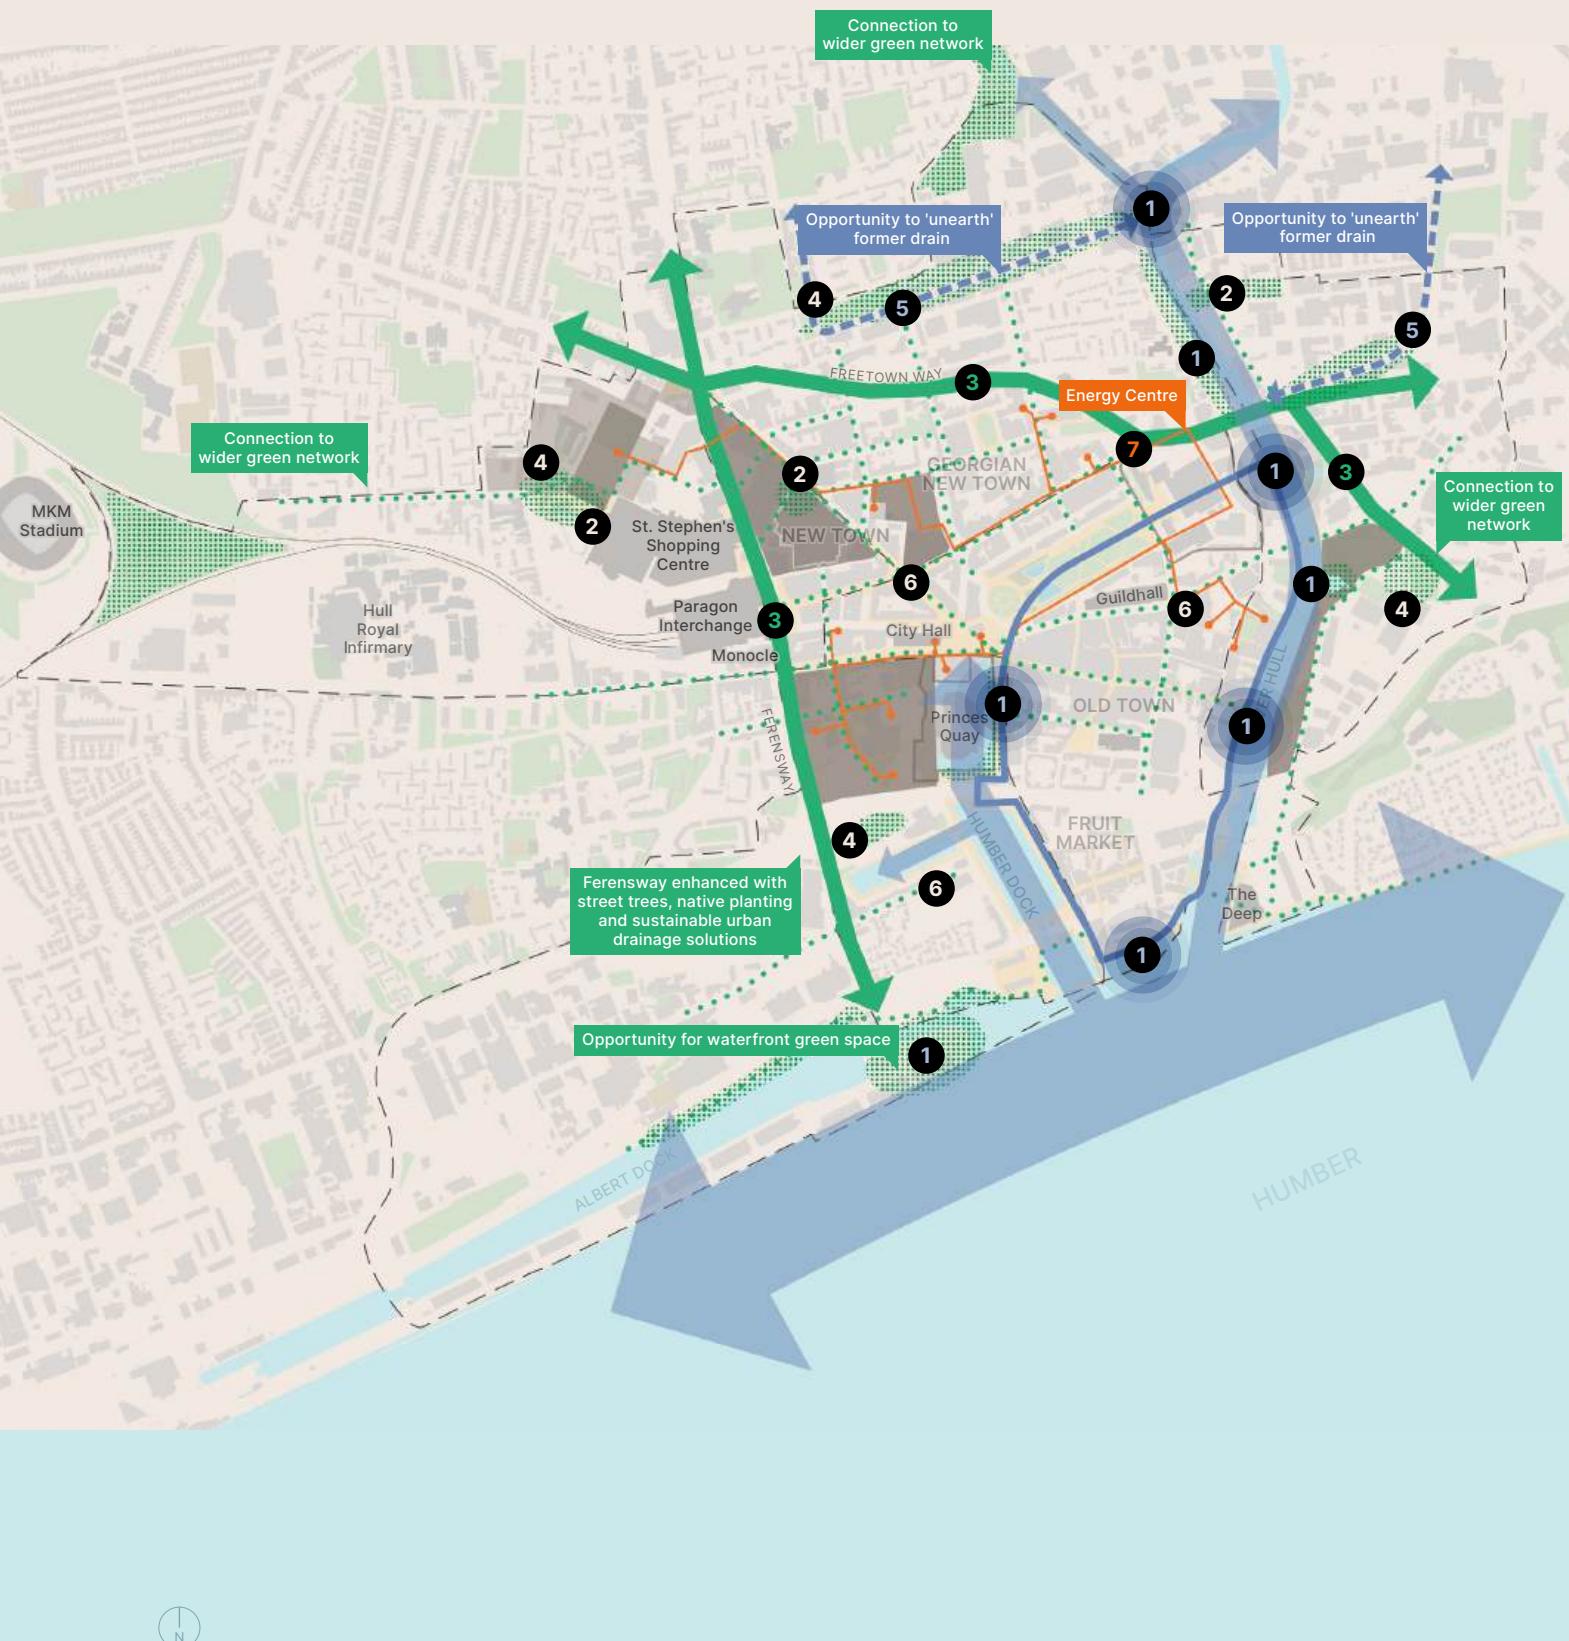 Connection to
wider green network
1
Opportunity to 'unearth'
former drain
Opportunity to 'unearth'
former drain
4
5
2
5
1
FREETOWN WAY
3
Energy Centre
7
Connection to
wider green network
4
2
GEORGIAN
NEW TOWN
1
3
Connection to
wider green
network
MKM
Stadium
2
St. Stephen's
Shopping
Centre
NEW TOWN
6
Guildhall
6
1
4
Hull
Royal
Infirmary
Paragon
Interchange
3
City Hall
Monocle
FERENSWAY
Princes
Quay
1
OLD TOWN
1
ER HULL
4
HUMBER DOCK
FRUIT
MARKET
6
The
Deep
Ferensway enhanced with
street trees, native planting
and sustainable urban
drainage solutions
1
Opportunity for waterfront green space
1
ALBERT DOCK
HUMBER
N